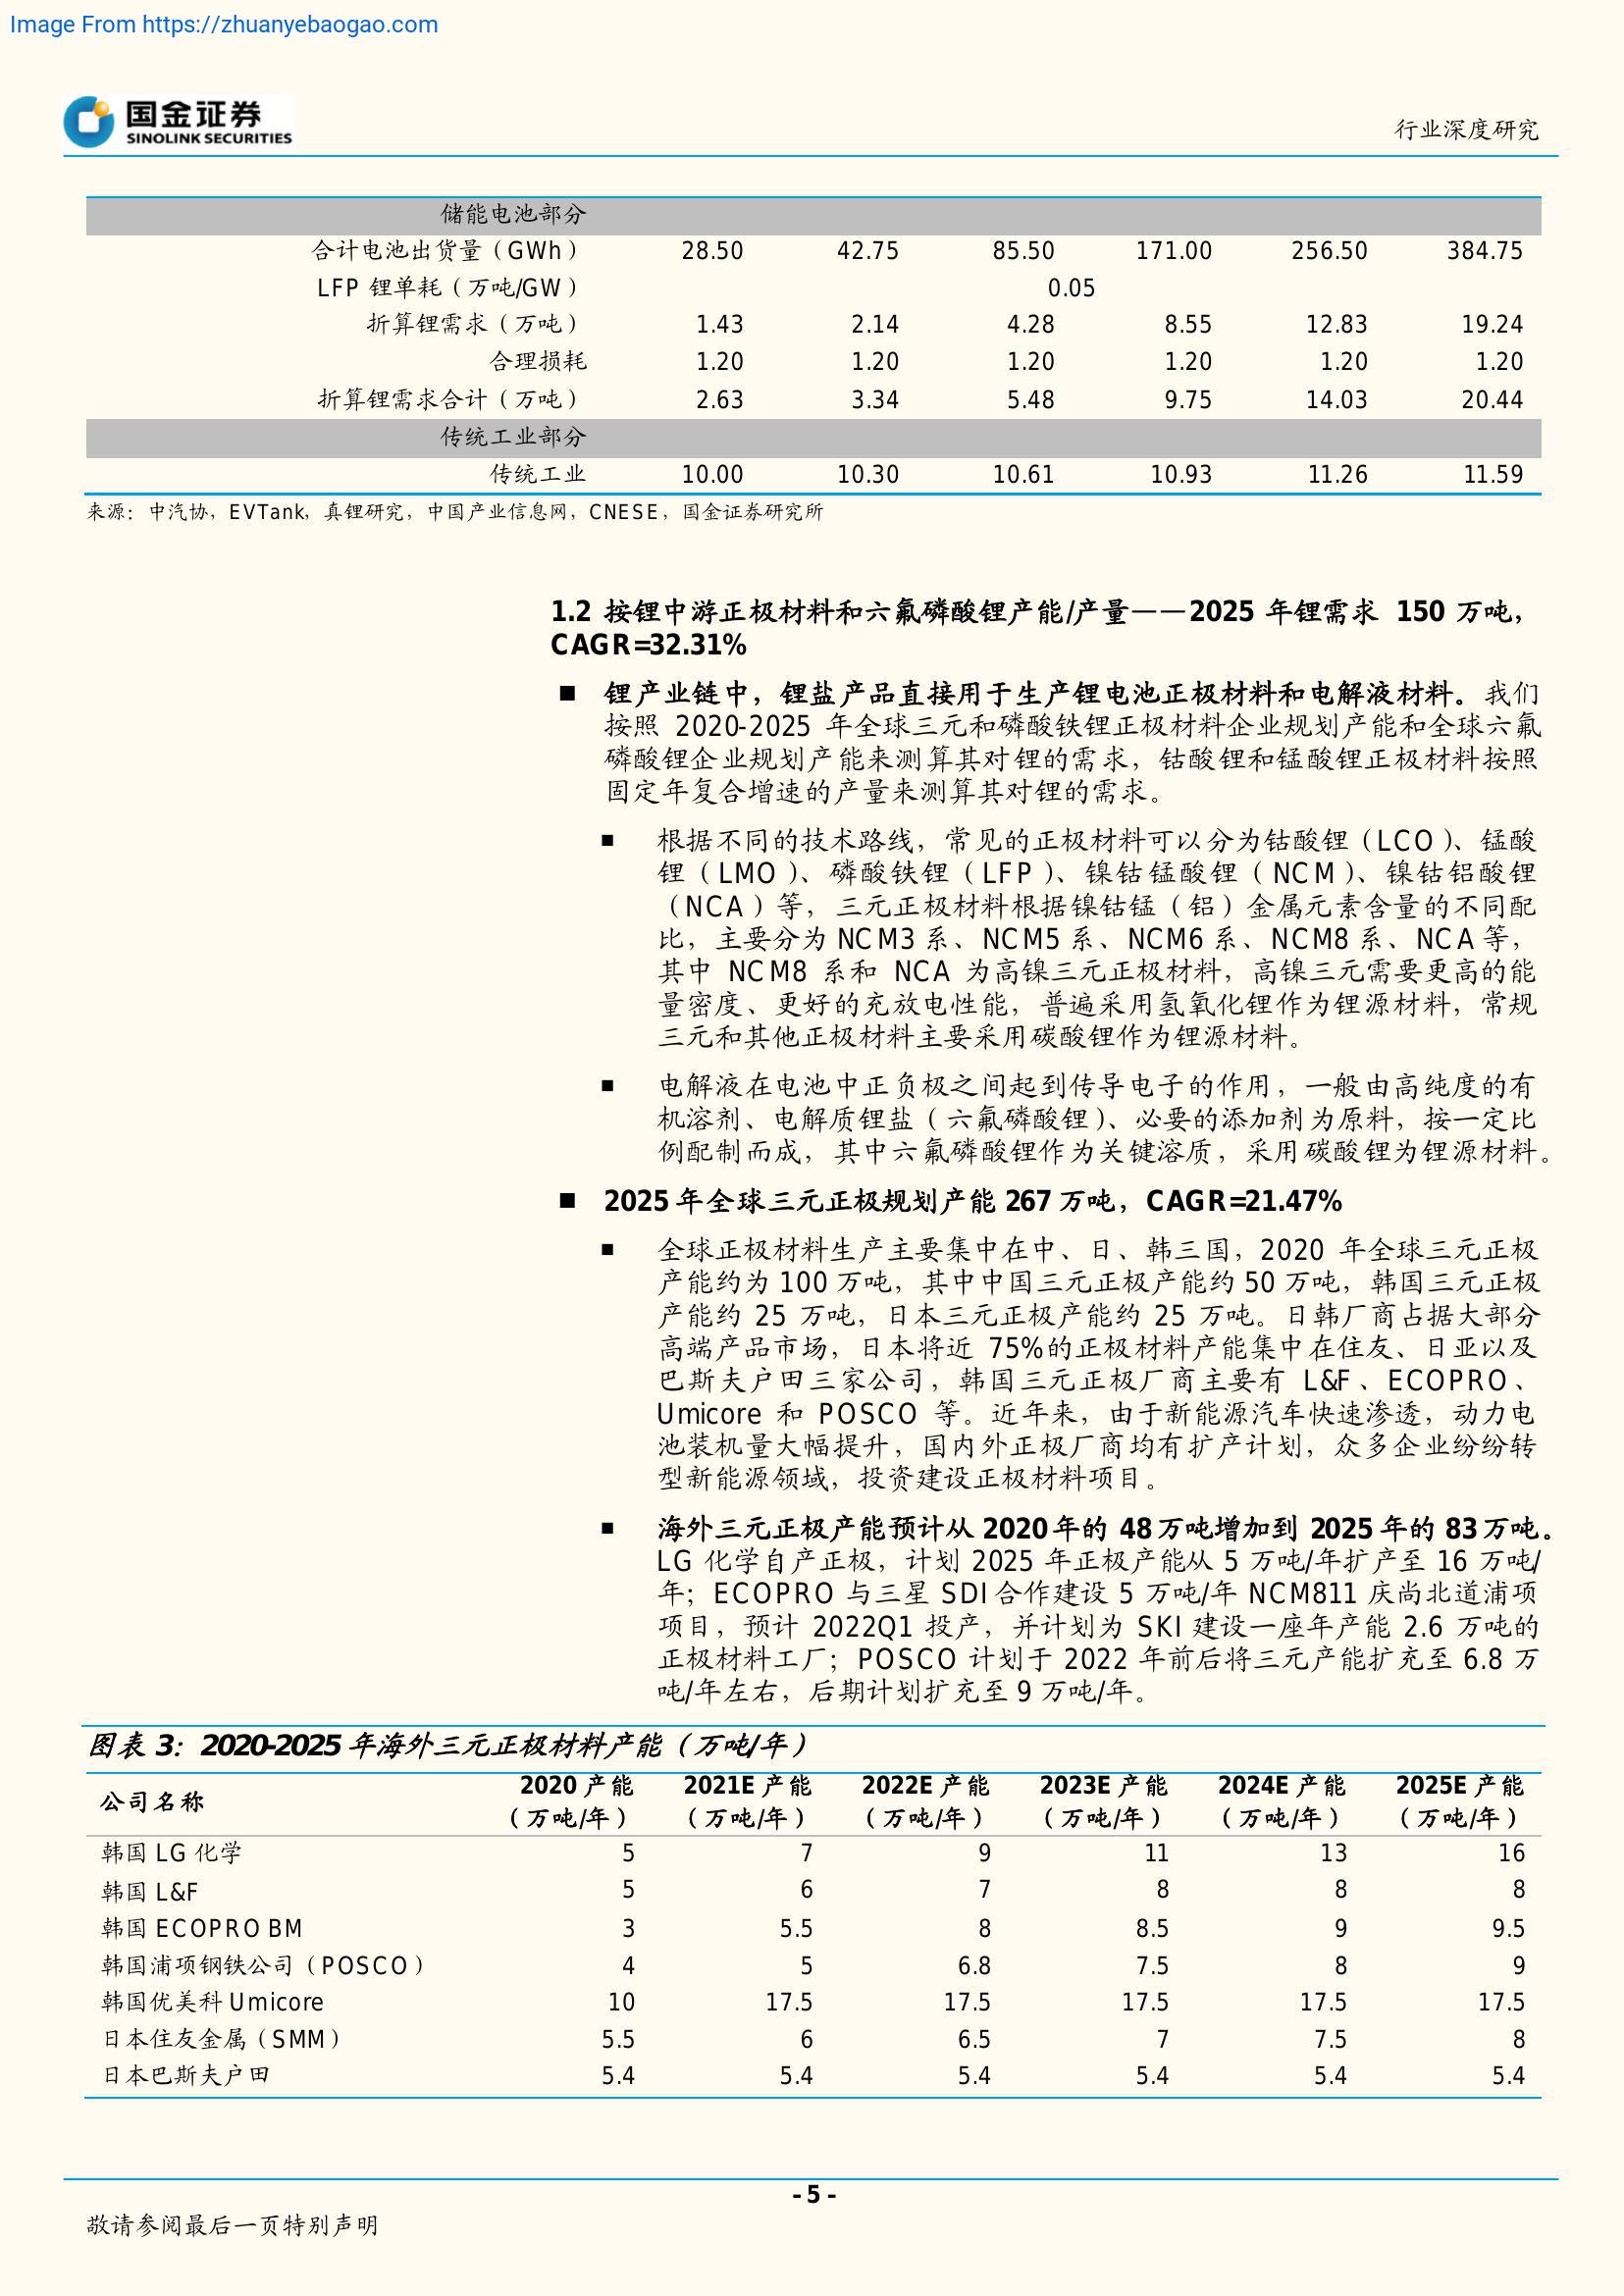 Image From https://zhuanyebaogao.com
国金证券
SINOLINK SECURITIES
行业深度研究
储能电池部分
合计电池出货量（GWh） 28.50 42.75 85.50 171.00 256.50 384.75
LFP 锂单耗（万吨/GW） 0.05
折算锂需求（万吨） 1.43 2.14 4.28 8.55 12.83 19.24
合理损耗 1.20 1.20 1.20 1.20 1.20 1.20
折算锂需求合计（万吨） 2.63 3.34 5.48 9.75 14.03 20.44
传统工业部分
传统工业 10.00 10.30 10.61 10.93 11.26 11.59
来源：中汽协，EVTank，真锂研究，中国产业信息网，CNESE，国金证券研究所
1.2 按锂中游正极材料和六氟磷酸锂产能/产量——2025 年锂需求 150 万吨，
CAGR=32.31%
■ 锂产业链中，锂盐产品直接用于生产锂电池正极材料和电解液材料。我们
按照 2020-2025 年全球三元和磷酸铁锂正极材料企业规划产能和全球六氟
磷酸锂企业规划产能来测算其对锂的需求，钴酸锂和锰酸锂正极材料按照
固定年复合增速的产量来测算其对锂的需求。
■ 根据不同的技术路线，常见的正极材料可以分为钴酸锂（LCO）、锰酸
锂（LMO）、磷酸铁锂（LFP）、镍钴锰酸锂（NCM）、镍钴铝酸锂
（NCA）等，三元正极材料根据镍钴锰（铝）金属元素含量的不同配
比，主要分为 NCM3 系、NCM5 系、NCM6 系、NCM8 系、NCA 等，
其中 NCM8 系和 NCA 为高镍三元正极材料，高镍三元需要更高的能
量密度、更好的充放电性能，普遍采用氢氧化锂作为锂源材料，常规
三元和其他正极材料主要采用碳酸锂作为锂源材料。
■ 电解液在电池中正负极之间起到传导电子的作用，一般由高纯度的有
机溶剂、电解质锂盐（六氟磷酸锂）、必要的添加剂为原料，按一定比
例配制而成，其中六氟磷酸锂作为关键溶质，采用碳酸锂为锂源材料。
■ 2025 年全球三元正极规划产能 267 万吨，CAGR=21.47%
■ 全球正极材料生产主要集中在中、日、韩三国，2020 年全球三元正极
产能约为 100 万吨，其中中国三元正极产能约 50 万吨，韩国三元正极
产能约 25 万吨，日本三元正极产能约 25 万吨。日韩厂商占据大部分
高端产品市场，日本将近 75%的正极材料产能集中在住友、日亚以及
巴斯夫户田三家公司，韩国三元正极厂商主要有 L&F、ECOPRO、
Umicore 和 POSCO 等。近年来，由于新能源汽车快速渗透，动力电
池装机量大幅提升，国内外正极厂商均有扩产计划，众多企业纷纷转
型新能源领域，投资建设正极材料项目。
■ 海外三元正极产能预计从 2020 年的 48 万吨增加到 2025 年的 83 万吨。
LG 化学自产正极，计划 2025 年正极产能从 5 万吨/年扩产至 16 万吨/
年；ECOPRO 与三星 SDI 合作建设 5 万吨/年 NCM811 庆尚北道浦项
项目，预计 2022Q1 投产，并计划为 SKI 建设一座年产能 2.6 万吨的
正极材料工厂；POSCO 计划于 2022 年前后将三元产能扩充至 6.8 万
吨/年左右，后期计划扩充至 9 万吨/年。
图表 3：2020-2025 年海外三元正极材料产能（万吨/年）
公司名称 2020 产能 2021E 产能 2022E 产能 2023E 产能 2024E 产能 2025E 产能
（万吨/年） （万吨/年） （万吨/年） （万吨/年） （万吨/年） （万吨/年）
韩国 LG 化学 5 7 9 11 13 16
韩国 L&F 5 6 7 8 8 8
韩国 ECOPRO BM 3 5.5 8 8.5 9 9.5
韩国浦项钢铁公司（POSCO） 4 5 6.8 7.5 8 9
韩国优美科 Umicore 10 17.5 17.5 17.5 17.5 17.5
日本住友金属（SMM） 5.5 6 6.5 7 7.5 8
日本巴斯夫户田 5.4 5.4 5.4 5.4 5.4 5.4
- 5 -
敬请参阅最后一页特别声明